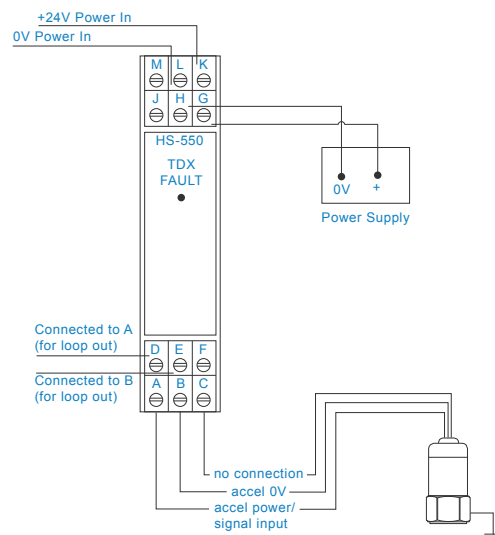 +24V Power In
0V Power In
M L K
J H G
HS-550
TDX
FAULT
0V +
Power Supply
Connected to A
(for loop out)
D E F
Connected to B
(for loop out)
A B C
no connection
accel 0V
accel power/
signal input